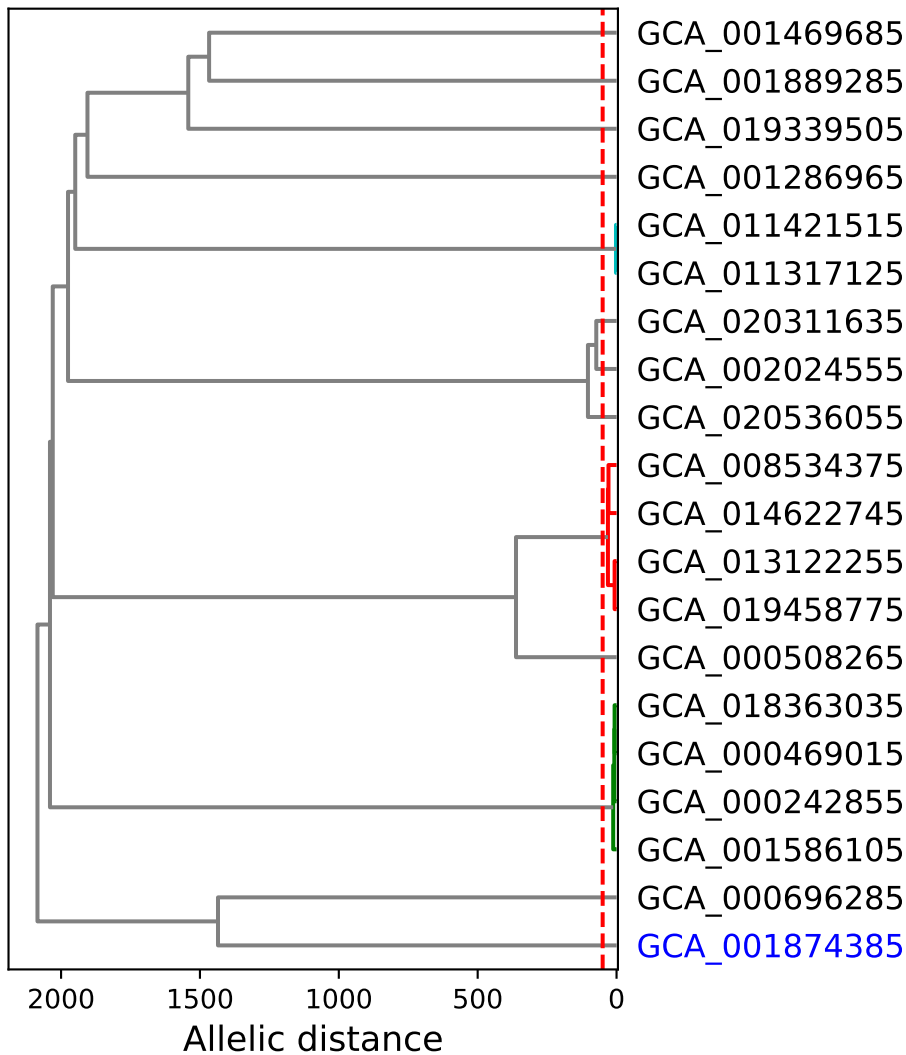 GCA_001469685
GCA_001889285
GCA_019339505
GCA_001286965
GCA_011421515
GCA_011317125
GCA_020311635
GCA_002024555
GCA_020536055
GCA_008534375
GCA_014622745
GCA_013122255
GCA_019458775
GCA_000508265
GCA_018363035
GCA_000469015
GCA_000242855
GCA_001586105
GCA_000696285
GCA_001874385
2000 1500 1000 500 0
Allelic distance